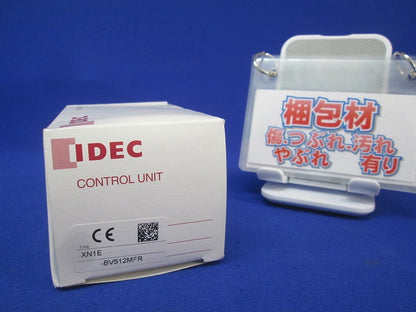 IDEC
CONTROL UNIT
CE
TYPE
XN1E
-BV512MFR
梱包材
傷、つぶれ、汚れ
やぶれ 有り